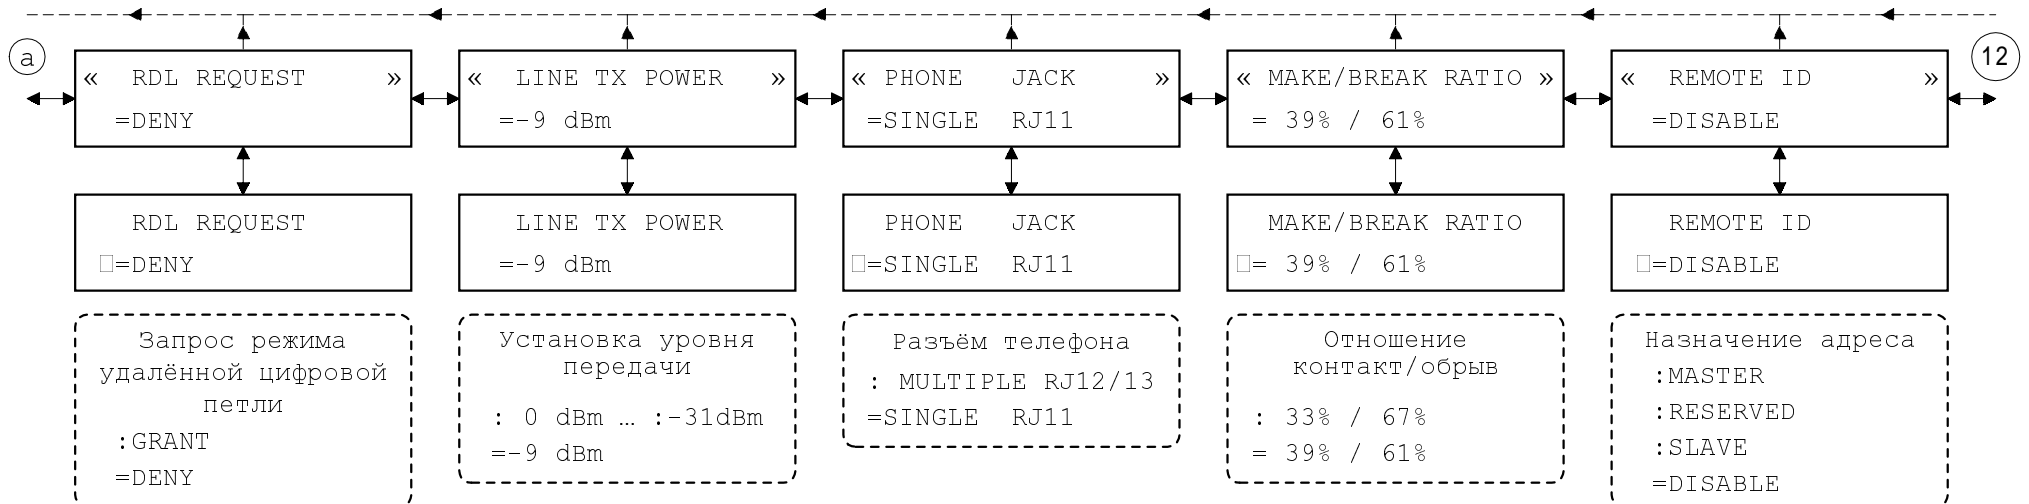 a
« RDL REQUEST »
=DENY
« LINE TX POWER »
=-9 dBm
« PHONE JACK »
=SINGLE RJ11
« MAKE/BREAK RATIO »
= 39% / 61%
« REMOTE ID »
=DISABLE
12
RDL REQUEST
=DENY
LINE TX POWER
=-9 dBm
PHONE JACK
=SINGLE RJ11
MAKE/BREAK RATIO
= 39% / 61%
REMOTE ID
=DISABLE
Запрос режима
удалённой цифровой
петли
:GRANT
=DENY
Установка уровня
передачи
: 0 dBm … :-31dBm
=-9 dBm
Разъём телефона
: MULTIPLE RJ12/13
=SINGLE RJ11
Отношение
контакт/обрыв
: 33% / 67%
= 39% / 61%
Назначение адреса
:MASTER
:RESERVED
:SLAVE
=DISABLE